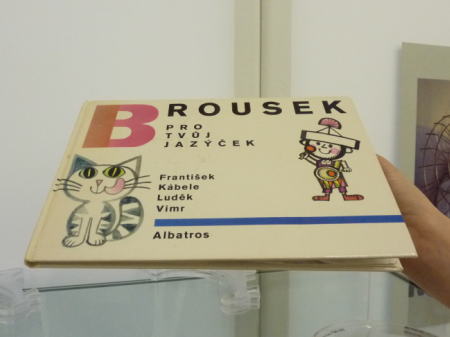 BROUSEK
PRO
TVŮJ
JAZÝČEK
František
Kábele
Luděk
Vimr
Albatros